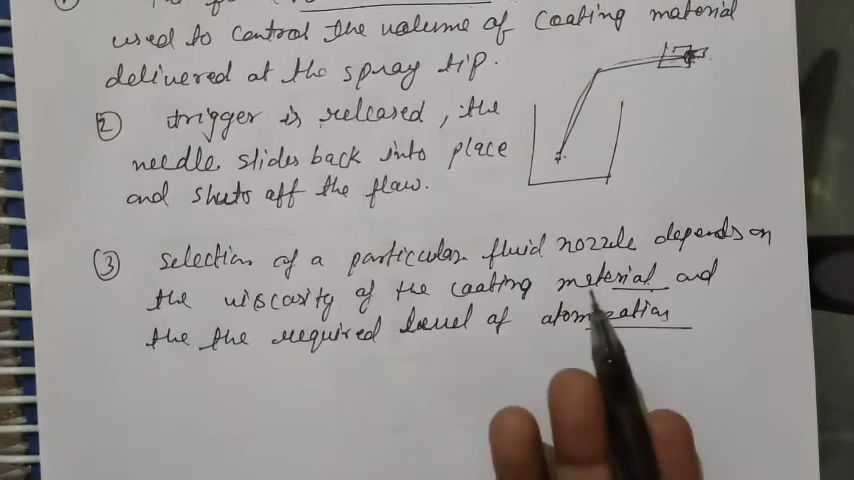 used to control the volume of coating material
delivered at the spray tip.
② trigger is released, the
needle slides back into place
and shuts off the flow.
③ selection of a particular fluid nozzle depends on
the viscosity of the coating material and
the the required level of atomization